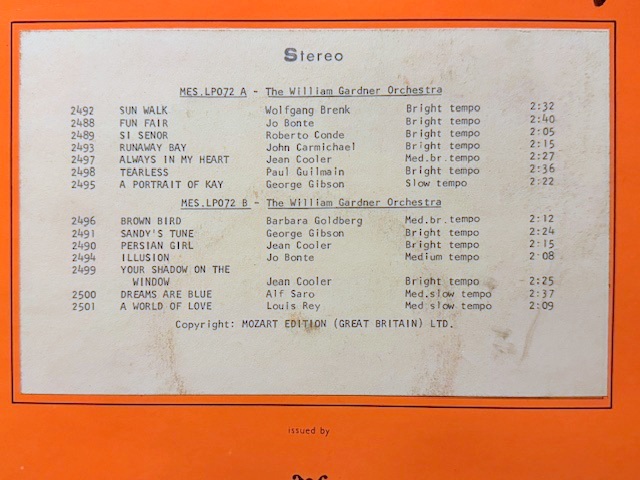 Stereo
MES.LP072 A - The William Gardner Orchestra
2492 SUN WALK Wolfgang Brenk Bright tempo 2:32
2488 FUN FAIR Jo Bonte Bright tempo 2:40
2489 SI SENOR Roberto Conde Bright tempo 2:05
2493 RUNAWAY BAY John Carmichael Bright tempo 2:15
2497 ALWAYS IN MY HEART Jean Cooler Med.br.tempo 2:27
2498 TEARLESS Paul Guilmain Bright tempo 2:36
2495 A PORTRAIT OF KAY George Gibson Slow tempo 2:22
MES.LP072 B - The William Gardner Orchestra
2496 BROWN BIRD Barbara Goldberg Med.br.tempo 2:12
2491 SANDY'S TUNE George Gibson Bright tempo 2:24
2490 PERSIAN GIRL Jean Cooler Bright tempo 2:15
2494 ILLUSION Jo Bonte Medium tempo 2:08
2499 YOUR SHADOW ON THE
WINDOW Jean Cooler Bright tempo 2:25
2500 DREAMS ARE BLUE Alf Saro Med.slow tempo 2:37
2501 A WORLD OF LOVE Louis Rey Med slow tempo 2:09
Copyright: MOZART EDITION (GREAT BRITAIN) LTD.
issued by